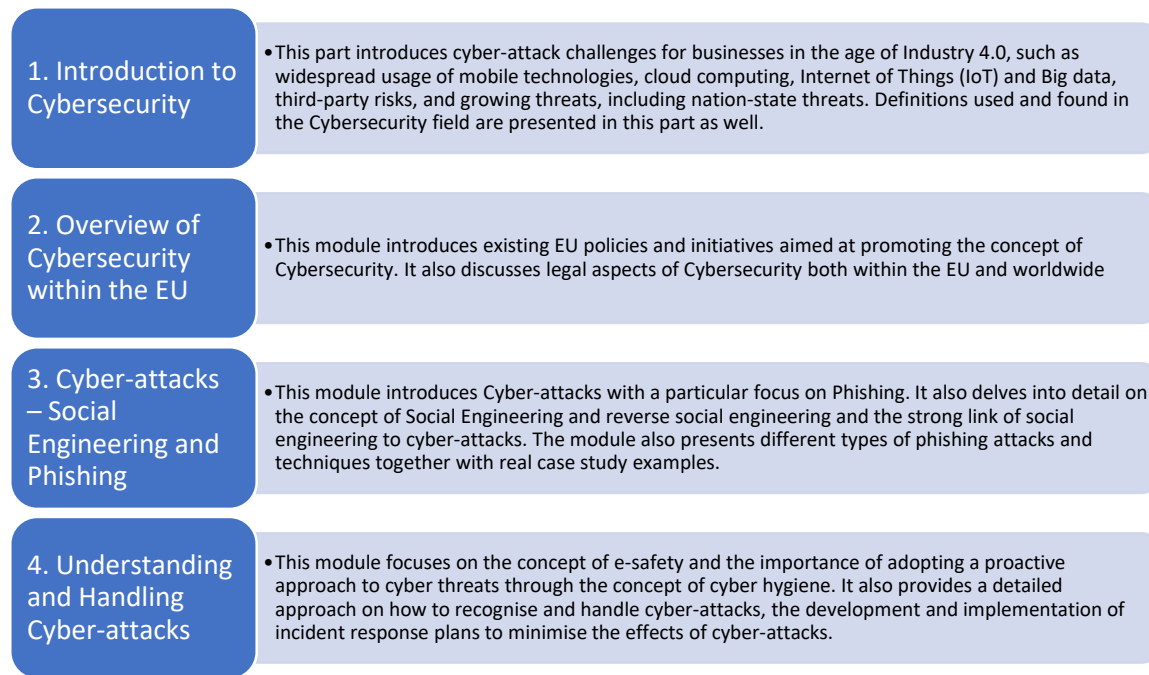 1. Introduction to
Cybersecurity
•This part introduces cyber-attack challenges for businesses in the age of Industry 4.0, such as
widespread usage of mobile technologies, cloud computing, Internet of Things (IoT) and Big data,
third-party risks, and growing threats, including nation-state threats. Definitions used and found in
the Cybersecurity field are presented in this part as well.
2. Overview of
Cybersecurity
within the EU
•This module introduces existing EU policies and initiatives aimed at promoting the concept of
Cybersecurity. It also discusses legal aspects of Cybersecurity both within the EU and worldwide
3. Cyber-attacks
– Social
Engineering and
Phishing
•This module introduces Cyber-attacks with a particular focus on Phishing. It also delves into detail on
the concept of Social Engineering and reverse social engineering and the strong link of social
engineering to cyber-attacks. The module also presents different types of phishing attacks and
techniques together with real case study examples.
4. Understanding
and Handling
Cyber-attacks
•This module focuses on the concept of e-safety and the importance of adopting a proactive
approach to cyber threats through the concept of cyber hygiene. It also provides a detailed
approach on how to recognise and handle cyber-attacks, the development and implementation of
incident response plans to minimise the effects of cyber-attacks.